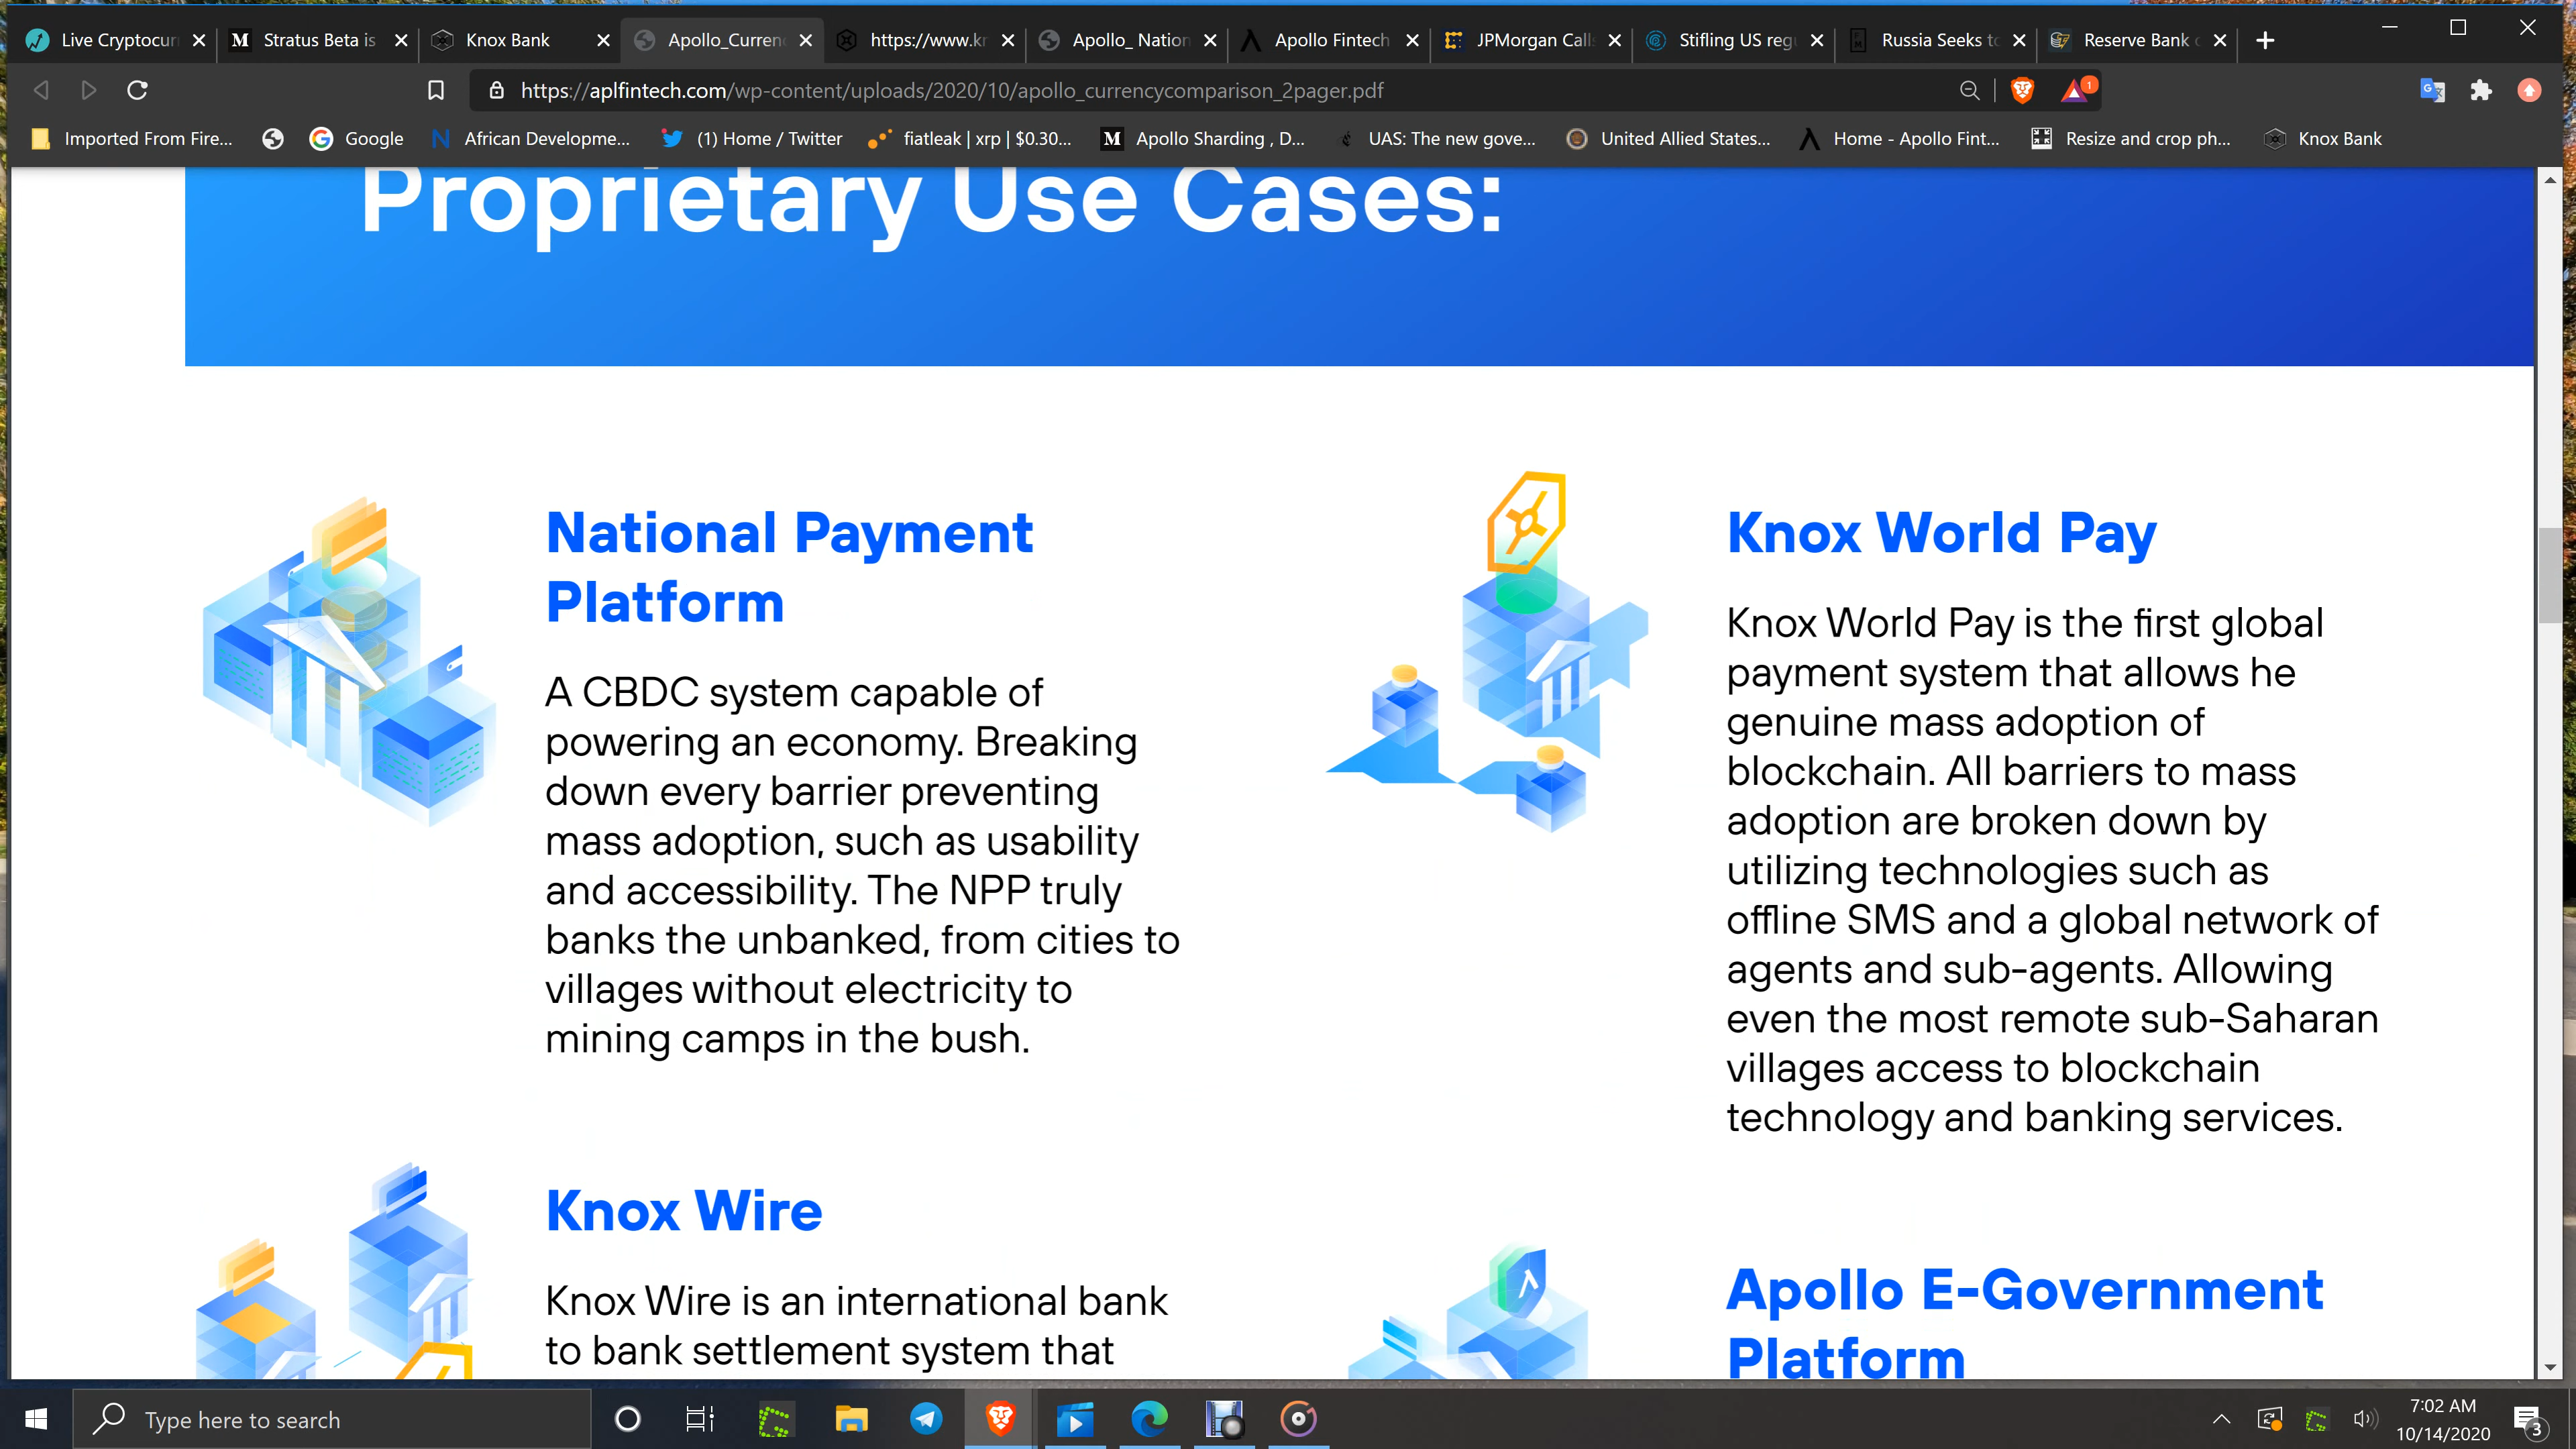 Live Cryptocur
Stratus Beta is
Knox Bank
Apollo_Curren
https://www.kr
Apollo_ Nation
Apollo Fintech
JPMorgan Call
Stifling US reg
Russia Seeks to
Reserve Bank
https://aplfintech.com/wp-content/uploads/2020/10/apollo_currencycomparison_2pager.pdf
1
Imported From Fire...
Google
African Developme...
(1) Home / Twitter
fiatleak | xrp | $0.30...
Apollo Sharding , D...
UAS: The new gove...
United Allied States...
Home - Apollo Fint...
Resize and crop ph...
Knox Bank
Proprietary Use Cases:
National Payment
Platform
A CBDC system capable of
powering an economy. Breaking
down every barrier preventing
mass adoption, such as usability
and accessibility. The NPP truly
banks the unbanked, from cities to
villages without electricity to
mining camps in the bush.
Knox World Pay
Knox World Pay is the first global
payment system that allows he
genuine mass adoption of
blockchain. All barriers to mass
adoption are broken down by
utilizing technologies such as
offline SMS and a global network of
agents and sub-agents. Allowing
even the most remote sub-Saharan
villages access to blockchain
technology and banking services.
Knox Wire
Knox Wire is an international bank
to bank settlement system that
Apollo E-Government
Platform
Type here to search
7:02 AM
10/14/2020
3